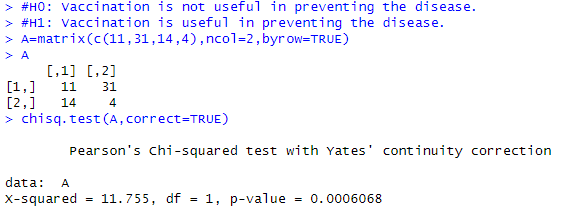 > #H0: Vaccination is not useful in preventing the disease.
> #H1: Vaccination is useful in preventing the disease.
> A=matrix(c(11,31,14,4),ncol=2,byrow=TRUE)
> A
     [,1] [,2]
[1,]   11   31
[2,]   14    4
> chisq.test(A,correct=TRUE)
        Pearson's Chi-squared test with Yates' continuity correction
data:  A
X-squared = 11.755, df = 1, p-value = 0.0006068